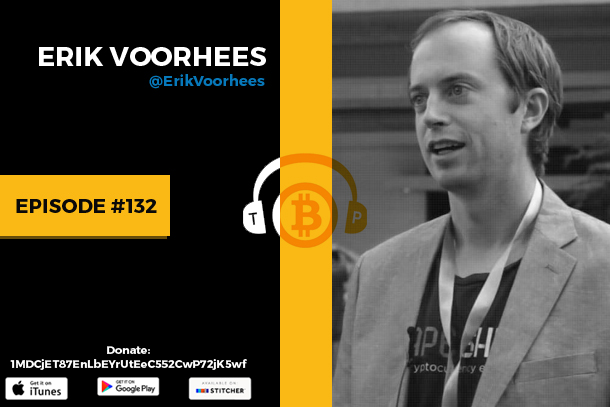 ERIK VOORHEES
@ErikVoorhees
EPISODE #132
T
P
Donate:
1MDCjET87EnLbEYrUtEeC552CwP72jK5wf
Get it on
iTunes
GET IT ON
Google Play
AVAILABLE ON
STITCHER